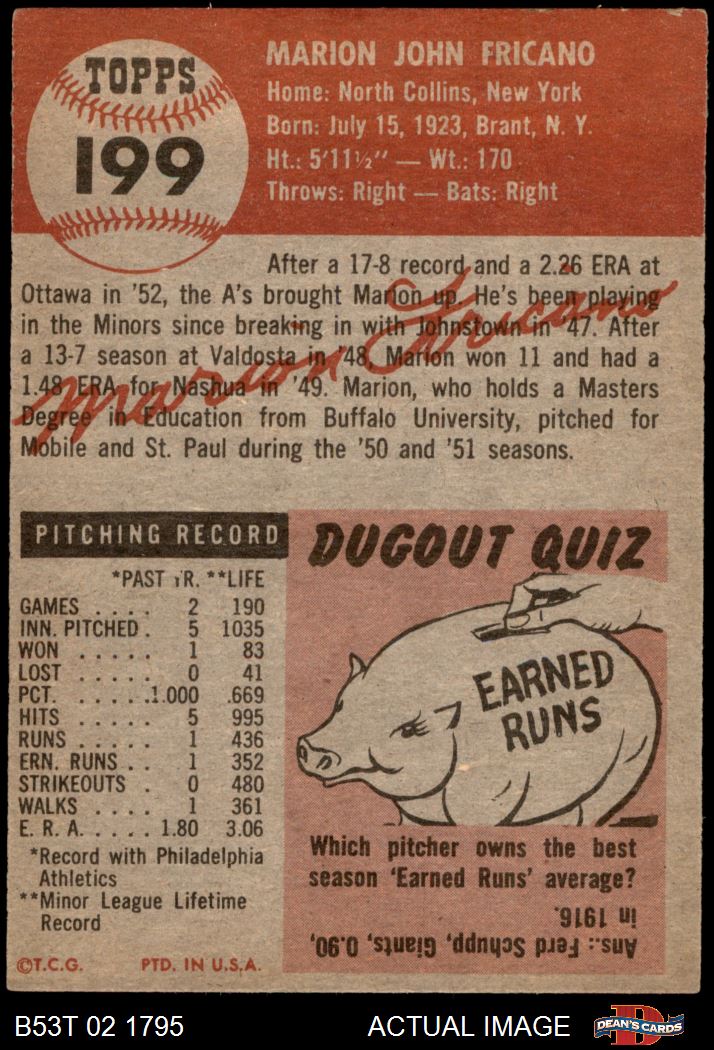 TOPPS
199
MARION JOHN FRICANO
Home: North Collins, New York
Born: July 15, 1923, Brant, N. Y.
Ht.: 5'11½" — Wt.: 170
Throws: Right — Bats: Right
After a 17-8 record and a 2.26 ERA at
Ottawa in '52, the A's brought Marion up. He's been playing
in the Minors since breaking in with Johnstown in '47. After
a 13-7 season at Valdosta in '48, Marion won 11 and had a
1.48 ERA for Nashua in '49. Marion, who holds a Masters
Degree in Education from Buffalo University, pitched for
Mobile and St. Paul during the '50 and '51 seasons.
Marion Fricano
PITCHING RECORD
*PAST YR. **LIFE
GAMES .... 2 190
INN. PITCHED . 5 1035
WON ..... 1 83
LOST ..... 0 41
PCT. ..... 1.000 .669
HITS ..... 5 995
RUNS ..... 1 436
ERN. RUNS .. 1 352
STRIKEOUTS . 0 480
WALKS .... 1 361
E. R. A. .... 1.80 3.06
*Record with Philadelphia
Athletics
**Minor League Lifetime
Record
©T.C.G. PTD. IN U.S.A.
DUGOUT QUIZ
EARNED
RUNS
Which pitcher owns the best
season 'Earned Runs' average?
Ans.: Ferd Schupp, Giants, 0.90,
in 1916.
B53T 02 1795
ACTUAL IMAGE
D
DEAN'S CARDS